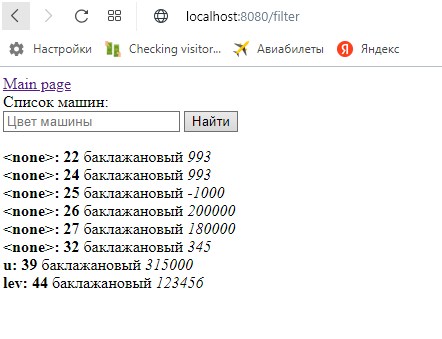 localhost:8080/filter
Настройки Checking visitor... Авиабилеты Я Яндекс
Main page
Список машин:
Цвет машины Найти
<none>: 22 баклажановый 993
<none>: 24 баклажановый 993
<none>: 25 баклажановый -1000
<none>: 26 баклажановый 200000
<none>: 27 баклажановый 180000
<none>: 32 баклажановый 345
u: 39 баклажановый 315000
lev: 44 баклажановый 123456